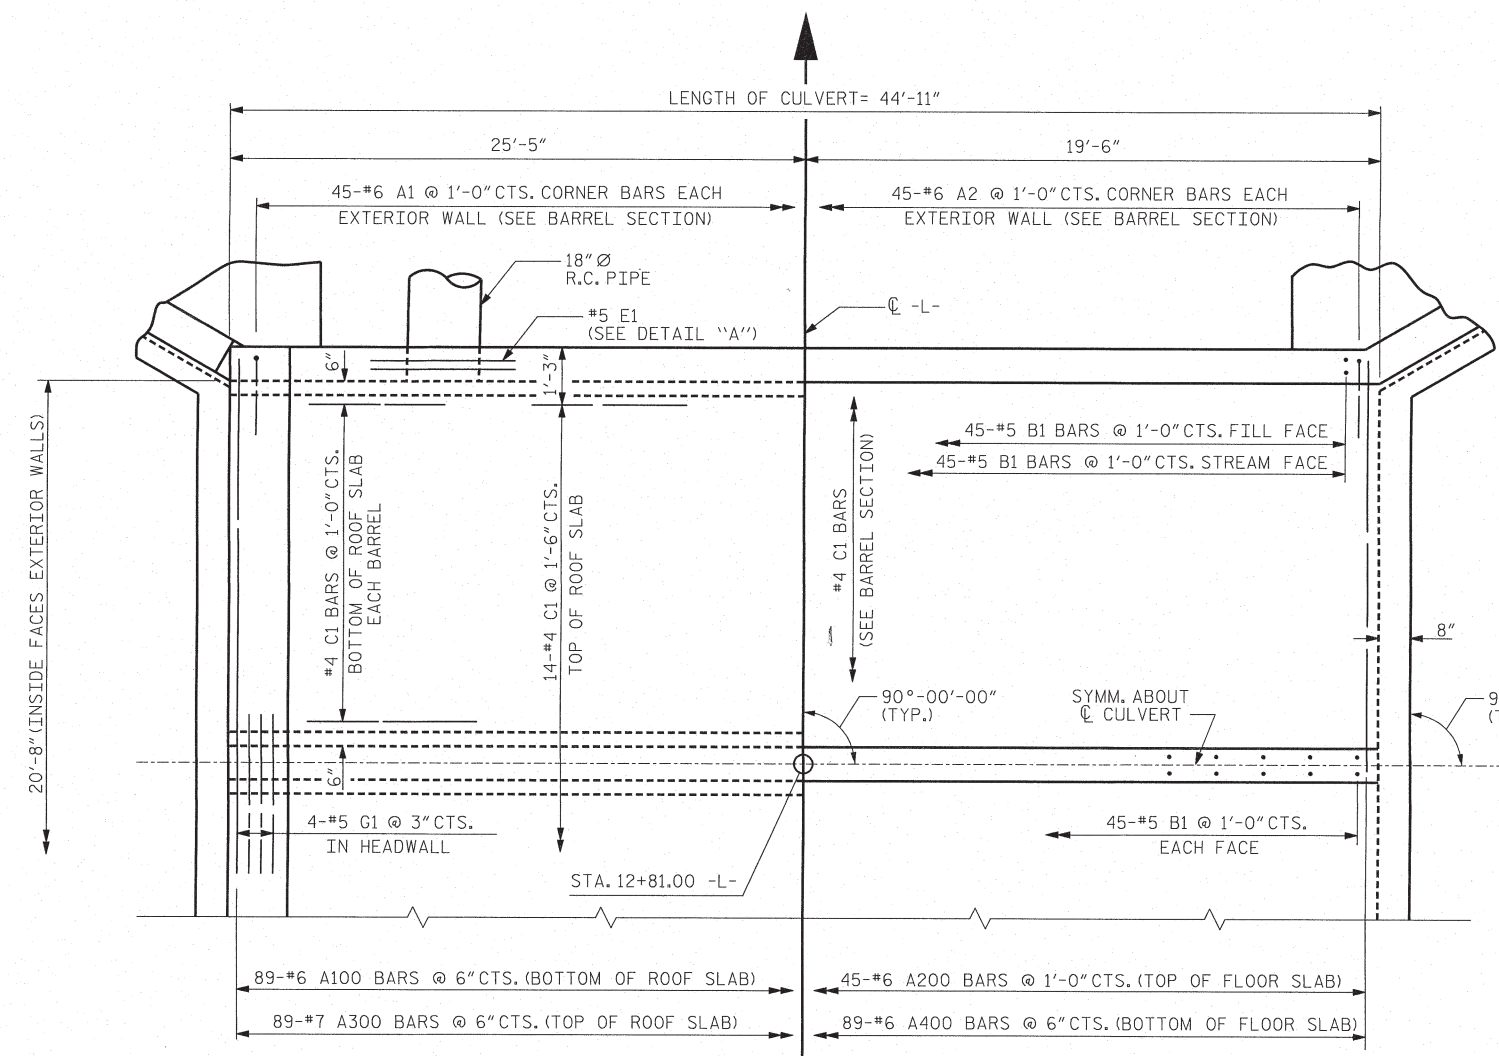 LENGTH OF CULVERT= 44'-11"
25'-5"
19'-6"
45-#6 A1 @ 1'-0" CTS. CORNER BARS EACH
EXTERIOR WALL (SEE BARREL SECTION)
45-#6 A2 @ 1'-0" CTS. CORNER BARS EACH
EXTERIOR WALL (SEE BARREL SECTION)
18" Ø
R.C. PIPE
#5 E1
(SEE DETAIL "A")
℄ -L-
6"
1'-3"
20'-8" (INSIDE FACES EXTERIOR WALLS)
#4 C1 BARS @ 1'-0" CTS.
BOTTOM OF ROOF SLAB
EACH BARREL
14-#4 C1 @ 1'-6" CTS.
TOP OF ROOF SLAB
#4 C1 BARS
(SEE BARREL SECTION)
45-#5 B1 BARS @ 1'-0" CTS. FILL FACE
45-#5 B1 BARS @ 1'-0" CTS. STREAM FACE
8"
90°-00'-00"
(TYP.)
SYMM. ABOUT
℄ CULVERT
6"
4-#5 G1 @ 3" CTS.
IN HEADWALL
45-#5 B1 @ 1'-0" CTS.
EACH FACE
STA. 12+81.00 -L-
89-#6 A100 BARS @ 6" CTS. (BOTTOM OF ROOF SLAB)
45-#6 A200 BARS @ 1'-0" CTS. (TOP OF FLOOR SLAB)
89-#7 A300 BARS @ 6" CTS. (TOP OF ROOF SLAB)
89-#6 A400 BARS @ 6" CTS. (BOTTOM OF FLOOR SLAB)